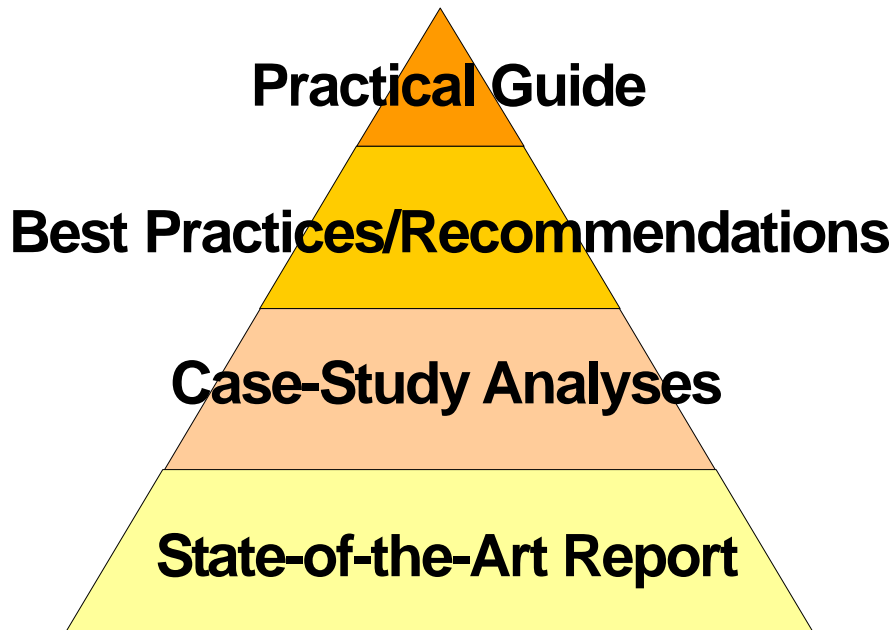 Practical Guide
Best Practices/Recommendations
Case-Study Analyses
State-of-the-Art Report